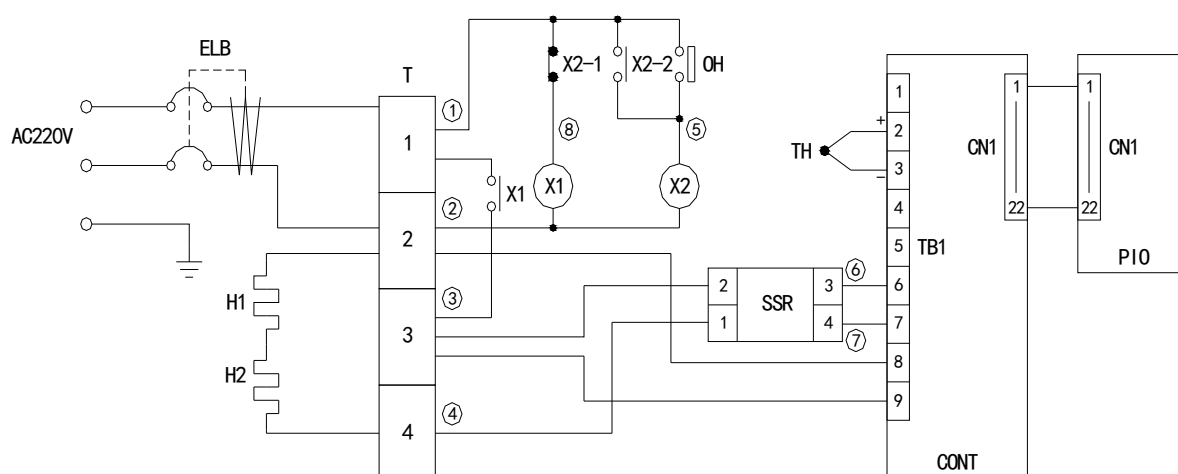 ELB
AC220V
T
1
2
3
4
①
②
③
④
X1
X2-1
X2-2
OH
⑧
⑤
X1
X2
H1
H2
2
1
SSR
3
4
⑥
⑦
TH
+
−
1
2
3
4
5
6
7
8
9
TB1
CONT
1
CN1
22
1
CN1
22
PIO